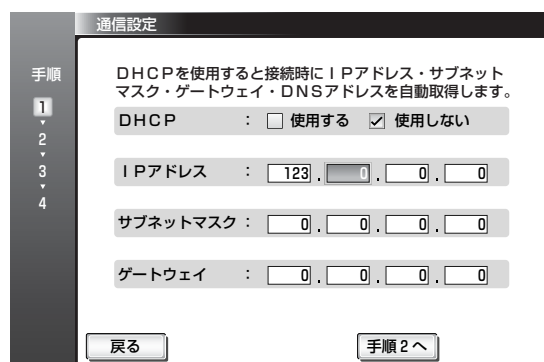 通信設定
手順
1
2
3
4
DHCPを使用すると接続時にIPアドレス・サブネット
マスク・ゲートウェイ・DNSアドレスを自動取得します。
DHCP : 使用する 使用しない
IPアドレス : 123 . 0 . 0 . 0
サブネットマスク : 0 . 0 . 0 . 0
ゲートウェイ : 0 . 0 . 0 . 0
戻る 手順2へ